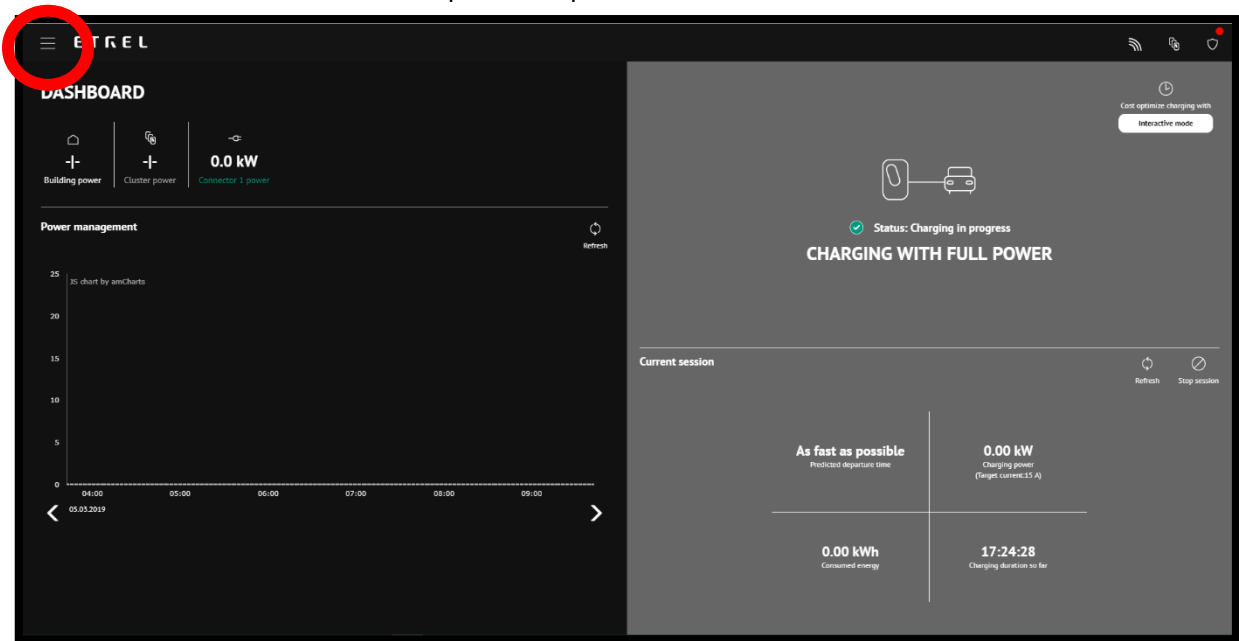 ETREL
DASHBOARD
-|-
Building power
-|-
Cluster power
0.0 kW
Connector 1 power
Power management
Refresh
25
JS chart by amCharts
20
15
10
5
0
04:00 05:00 06:00 07:00 08:00 09:00
05.03.2019
Cost optimize charging with
Interactive mode
Status: Charging in progress
CHARGING WITH FULL POWER
Current session
Refresh
Stop session
As fast as possible
Predicted departure time
0.00 kW
Charging power
(Target current:15 A)
0.00 kWh
Consumed energy
17:24:28
Charging duration so far